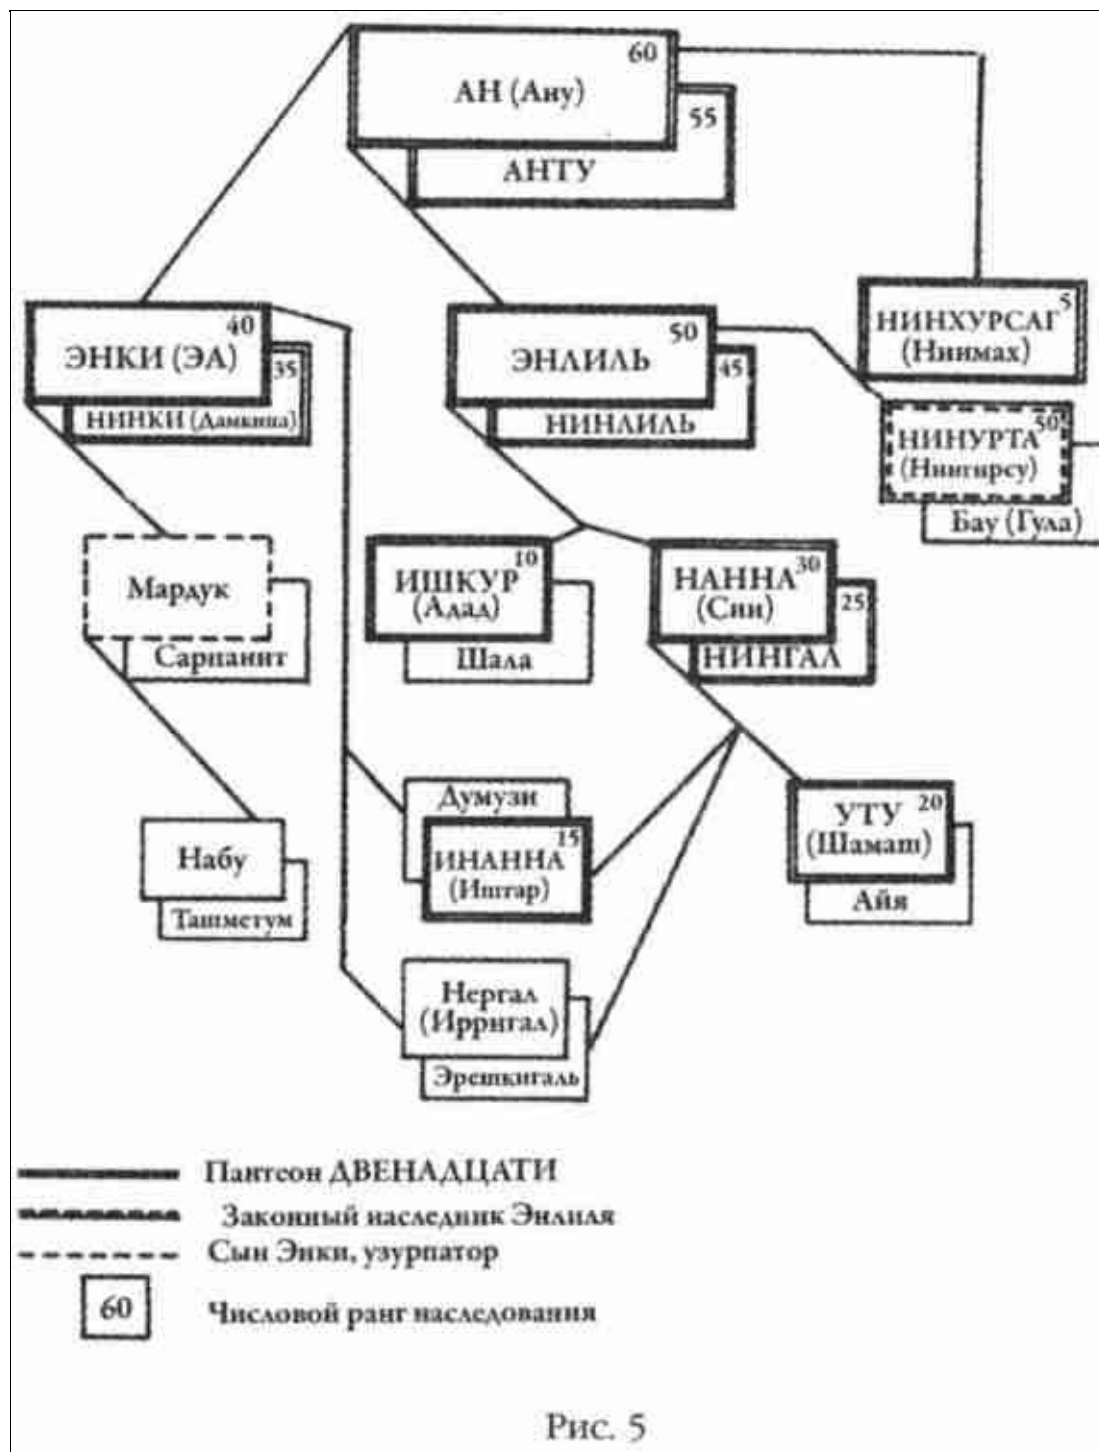 60
АН (Ану)
55
АНТУ
40
ЭНКИ (ЭА)
35
НИНКИ (Дамкина)
50
ЭНЛИЛЬ
45
НИНЛИЛЬ
5
НИНХУРСАГ
(Нинмах)
50
НИНУРТА
(Нингирсу)
Бау (Гула)
Мардук
Сарпанит
10
ИШКУР
(Адад)
Шала
30
НАННА
(Син)
25
НИНГАЛ
Набу
Ташметум
Думузи
15
ИНАННА
(Иштар)
20
УТУ
(Шамаш)
Айя
Нергал
(Ирригал)
Эрешкигаль
Пантеон ДВЕНАДЦАТИ
Законный наследник Энлиля
Сын Энки, узурпатор
60
Числовой ранг наследования
Рис. 5